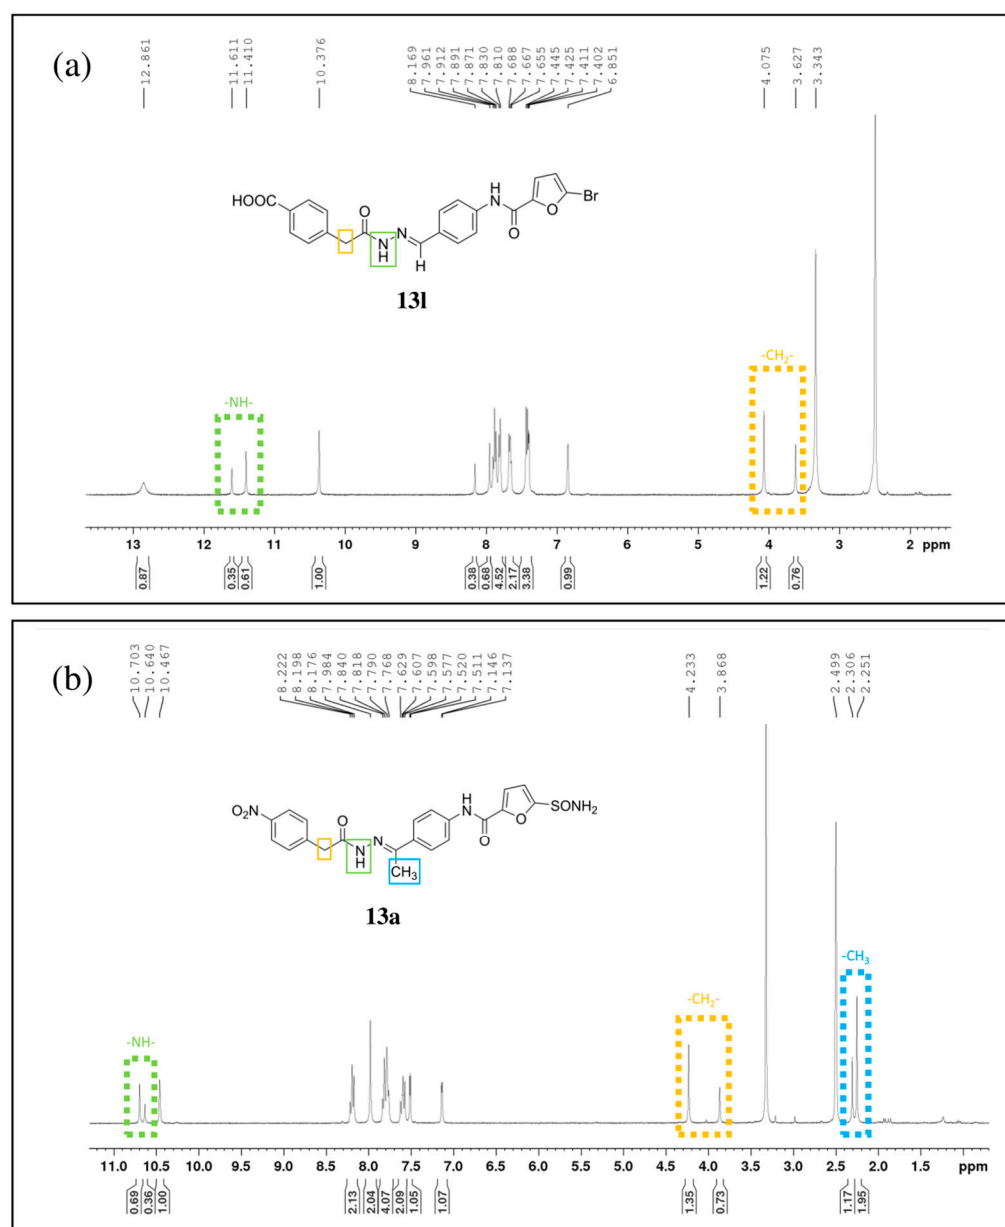 (a)
12.861
11.611
11.410
10.376
8.169
7.961
7.912
7.891
7.871
7.830
7.810
7.688
7.667
7.655
7.445
7.425
7.411
7.402
6.851
4.075
3.627
3.343
HOOC
O
N
H
N
H
H
N
O
O
Br
13l
-NH-
-CH₂-
13 12 11 10 9 8 7 6 5 4 3 2 ppm
0.87
0.35
0.61
1.00
0.38
0.68
4.52
2.17
3.38
0.99
1.22
0.76
(b)
10.703
10.640
10.467
8.222
8.198
8.176
7.984
7.840
7.818
7.790
7.768
7.629
7.607
7.598
7.577
7.520
7.511
7.146
7.137
4.233
3.868
2.499
2.306
2.251
O₂N
O
N
H
N
CH₃
H
N
O
O
SONH₂
13a
-NH-
-CH₂-
-CH₃
11.0 10.5 10.0 9.5 9.0 8.5 8.0 7.5 7.0 6.5 6.0 5.5 5.0 4.5 4.0 3.5 3.0 2.5 2.0 1.5 ppm
0.69
0.36
1.00
2.13
2.04
4.07
2.09
1.05
1.07
1.35
0.73
1.17
1.95